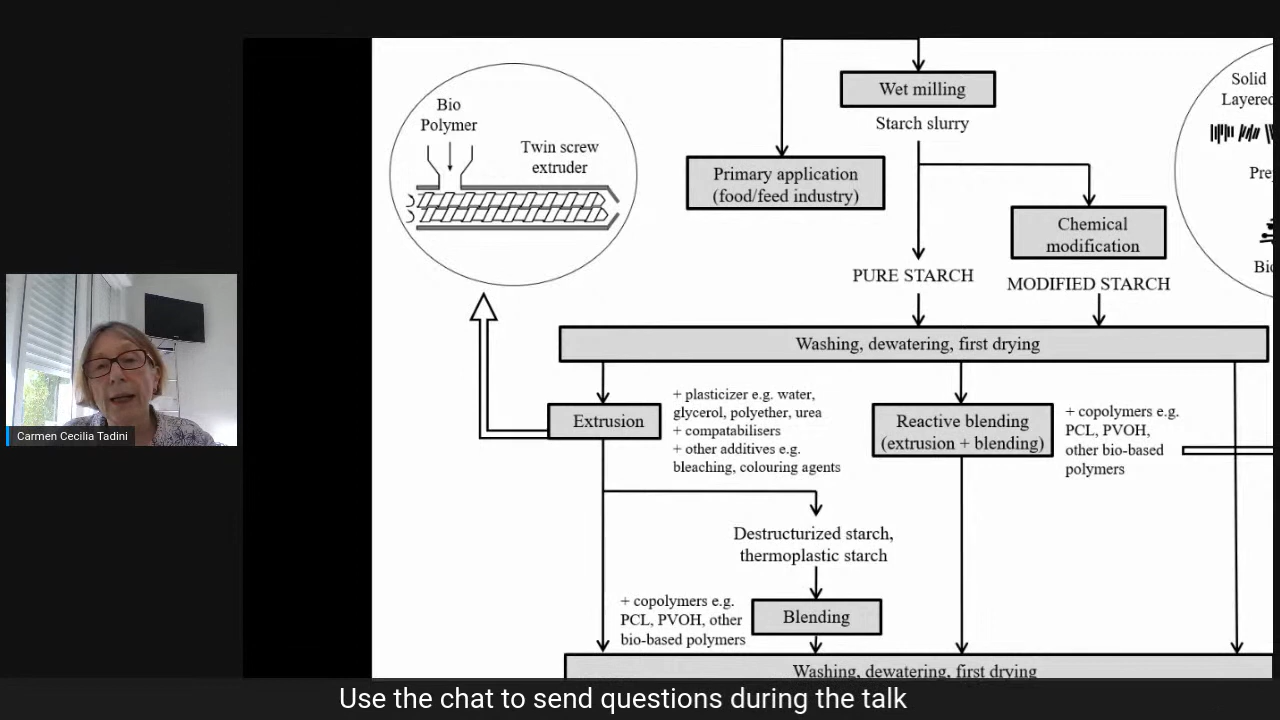 Bio
Polymer
Twin screw
extruder
Wet milling
Starch slurry
Primary application
(food/feed industry)
Chemical
modification
Solid
Layered
PURE STARCH
MODIFIED STARCH
Washing, dewatering, first drying
Extrusion
+ plasticizer e.g. water,
glycerol, polyether, urea
+ compatabilisers
+ other additives e.g.
bleaching, colouring agents
Reactive blending
(extrusion + blending)
+ copolymers e.g.
PCL, PVOH,
other bio-based
polymers
Destructurized starch,
thermoplastic starch
+ copolymers e.g.
PCL, PVOH, other
bio-based polymers
Blending
Washing, dewatering, first drying
Carmen Cecilia Tadini
Use the chat to send questions during the talk